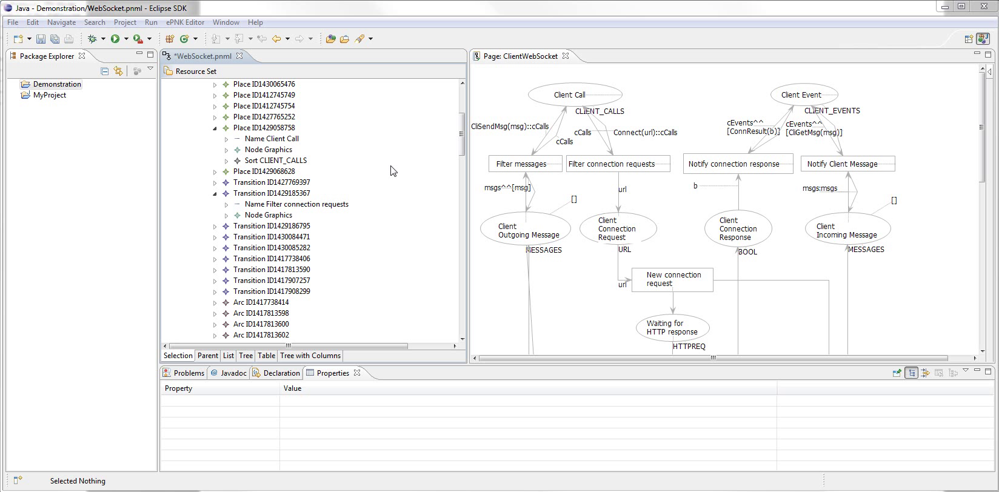 Java - Demonstration/WebSocket.pnml - Eclipse SDK
File Edit Navigate Search Project Run ePNK Editor Window Help
Package Explorer
Demonstration
MyProject
*WebSocket.pnml
Resource Set
Place ID1430065476
Place ID1412745749
Place ID1412745754
Place ID1427765252
Place ID1429058758
Name Client Call
Node Graphics
Sort CLIENT_CALLS
Place ID1429068628
Transition ID1427769397
Transition ID1429185367
Name Filter connection requests
Node Graphics
Transition ID1429186795
Transition ID1430084471
Transition ID1430085282
Transition ID1417738406
Transition ID1417813590
Transition ID1417907257
Transition ID1417908299
Arc ID1417738414
Arc ID1417813598
Arc ID1417813600
Arc ID1417813602
Selection Parent List Tree Table Tree with Columns
Page: ClientWebSocket
Client Call
Client Event
CLIENT_CALLS
CLIENT_EVENTS
CliSendMsg(msg)::cCalls
cCalls
cCalls
Connect(url)::cCalls
cEvents^^
[ConnResult(b)]
cEvents^^
[CliGetMsg(msg)]
Filter messages
Filter connection requests
Notify connection response
Notify Client Message
msgs^^[msg]
url
b
msgs:msgs
[]
[]
Client
Outgoing Message
Client
Connection
Request
Client
Connection
Response
Client
Incoming Message
MESSAGES
URL
BOOL
MESSAGES
New connection
request
url
Waiting for
HTTP response
HTTPREQ
Problems @ Javadoc Declaration Properties
Property Value
Selected Nothing